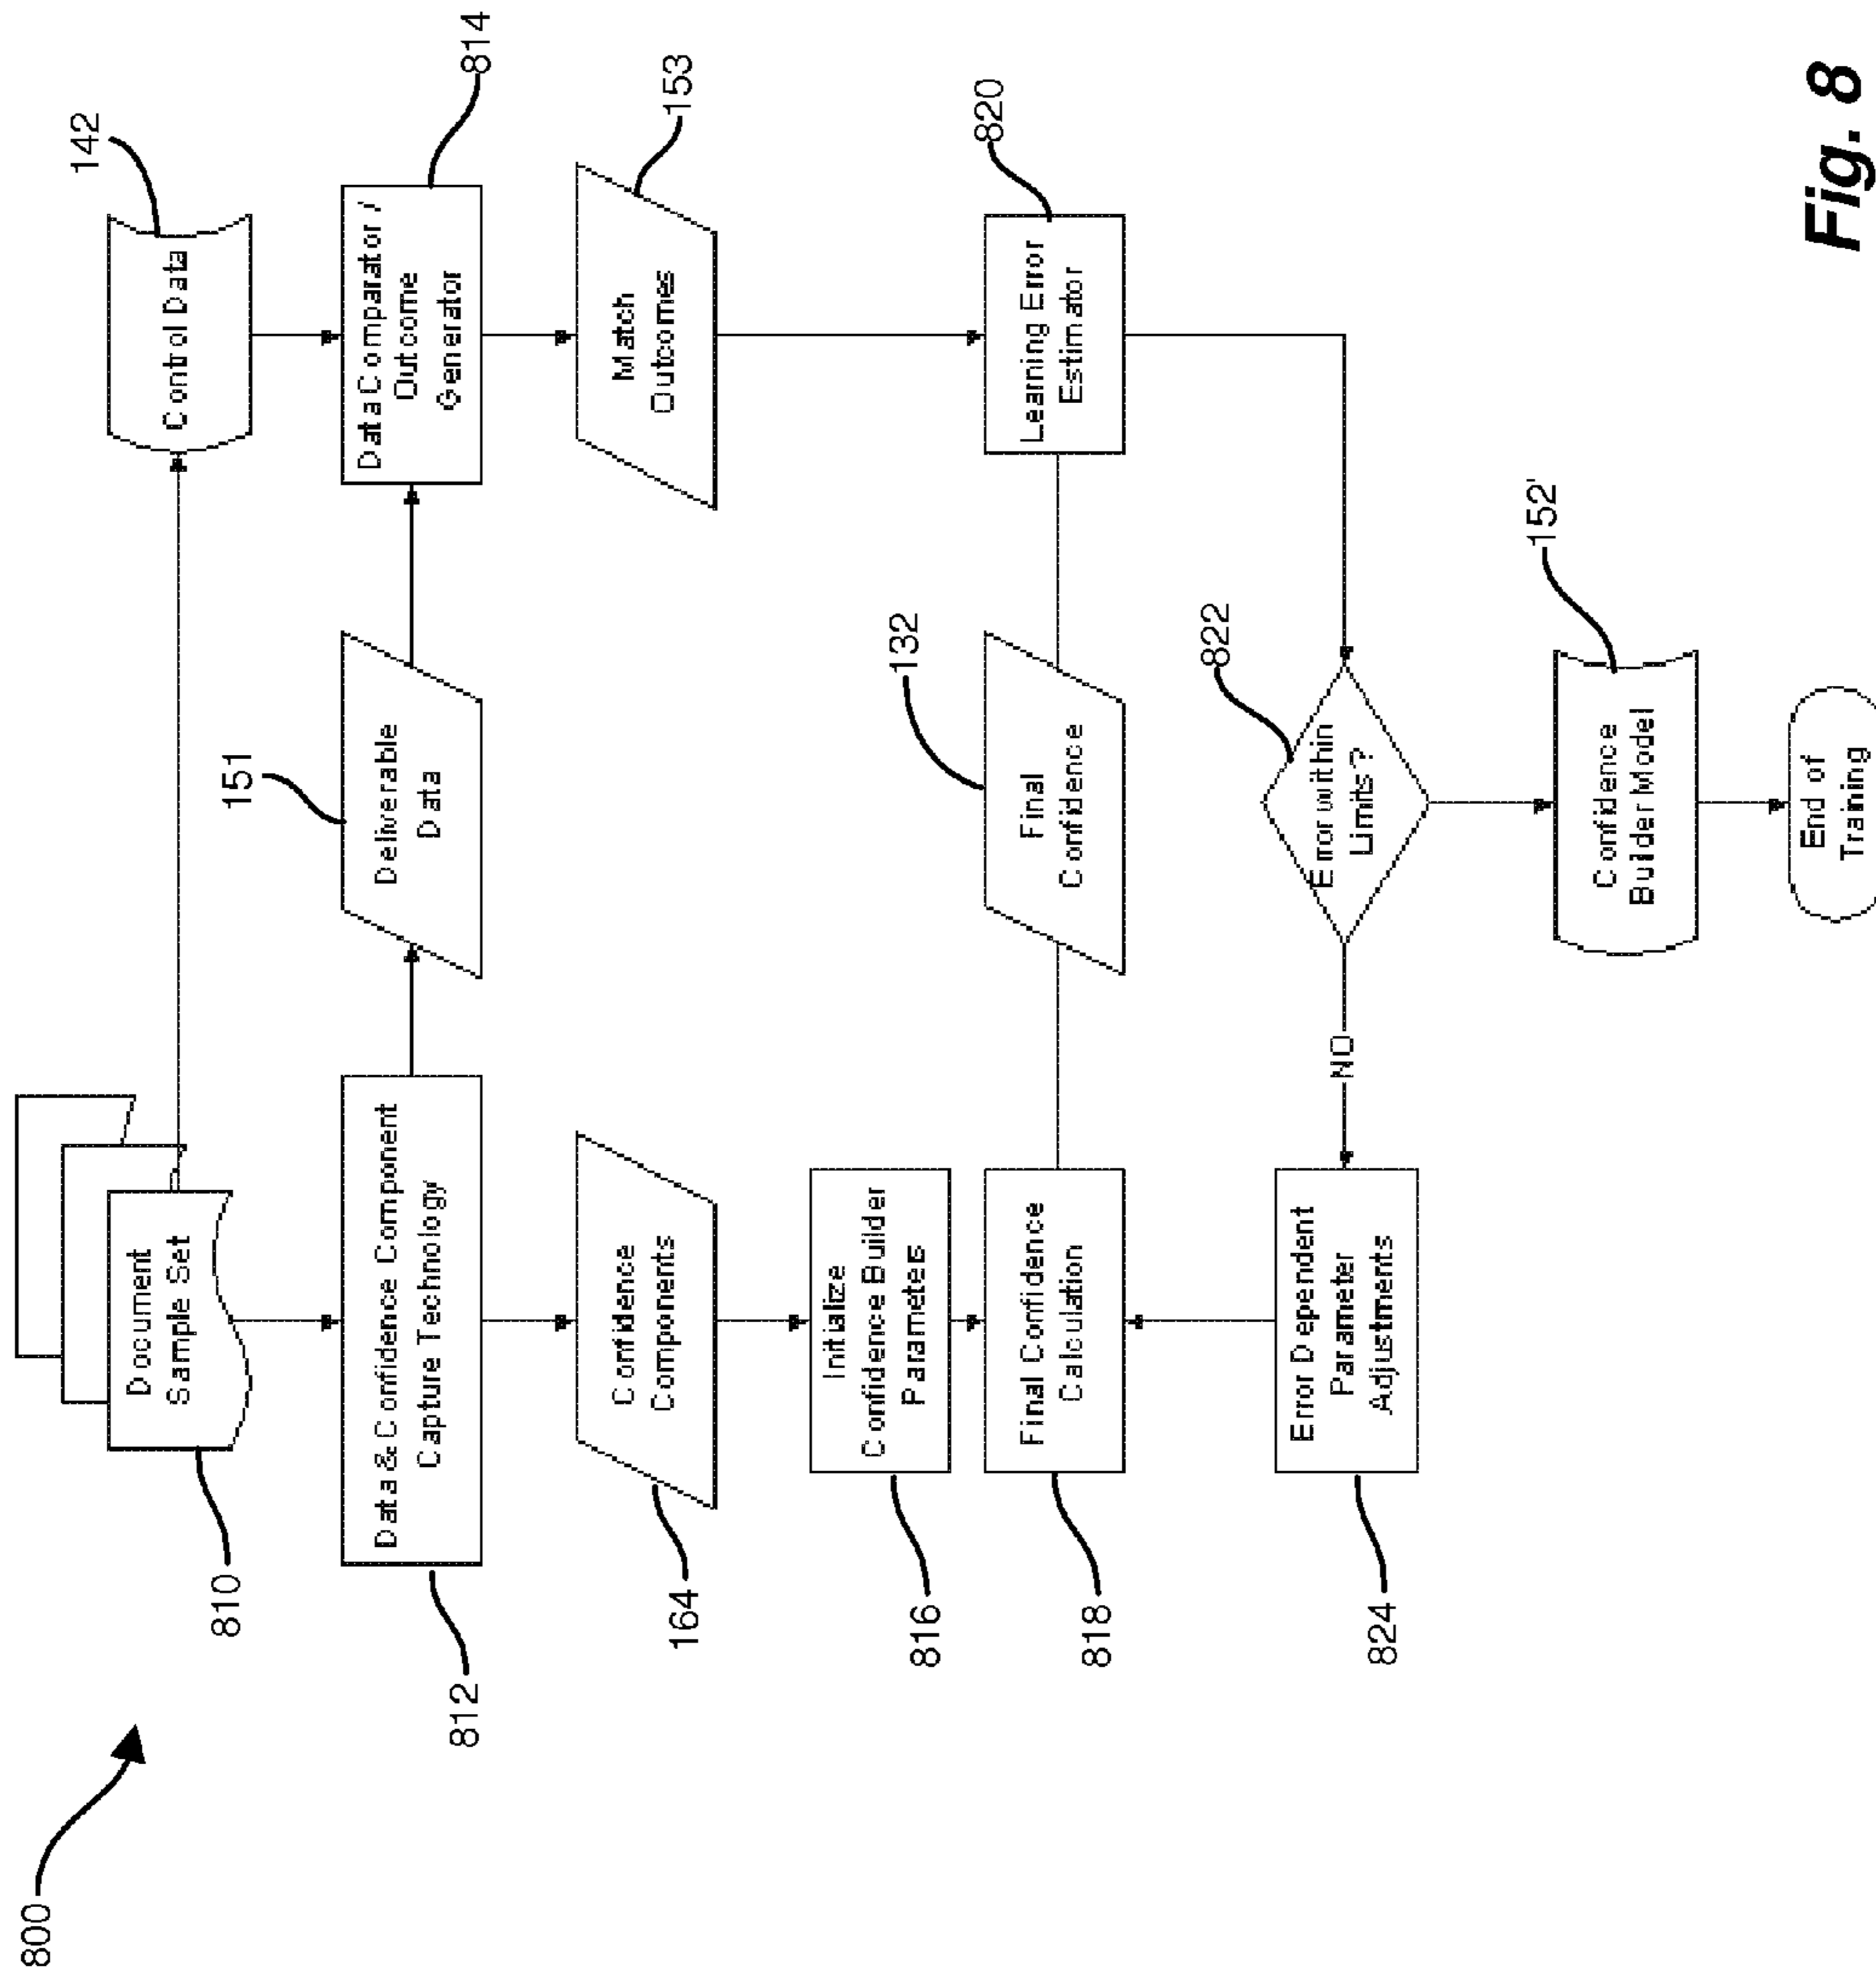 800
810
Document
Sample Set
142
Control Data
812
Data & Confidence Component
Capture Technology
151
Deliverable
Data
814
Data Comparator /
Outcome
Generator
164
Confidence
Components
153
Match
Outcomes
816
Initialize
Confidence Builder
Parameters
818
Final Confidence
Calculation
132
Final
Confidence
820
Learning Error
Estimator
824
Error Dependent
Parameter
Adjustments
NO
822
Error within
Limits?
152'
Confidence
Builder Model
End of
Training
Fig. 8